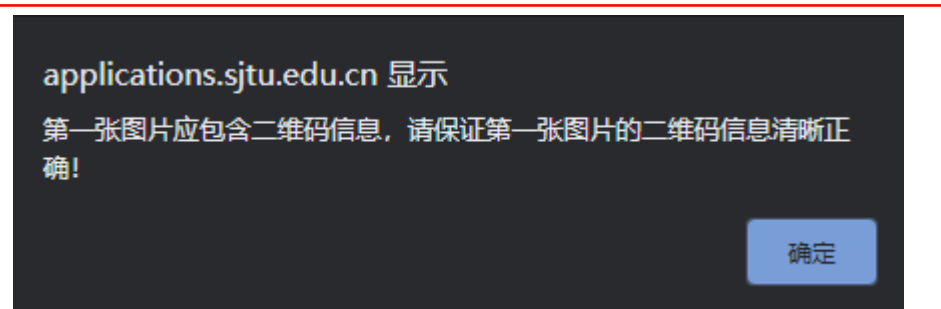 applications.sjtu.edu.cn 显示
第一张图片应包含二维码信息，请保证第一张图片的二维码信息清晰正
确！
确定